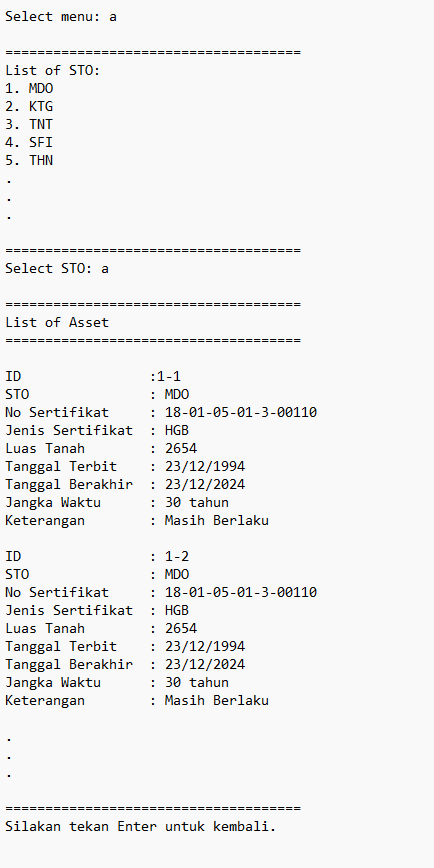 Select menu: a
=====================================
List of STO:
1. MDO
2. KTG
3. TNT
4. SFI
5. THN
.
.
.
=====================================
Select STO: a
=====================================
List of Asset
=====================================
ID                :1-1
STO               : MDO
No Sertifikat     : 18-01-05-01-3-00110
Jenis Sertifikat  : HGB
Luas Tanah        : 2654
Tanggal Terbit    : 23/12/1994
Tanggal Berakhir  : 23/12/2024
Jangka Waktu      : 30 tahun
Keterangan        : Masih Berlaku
ID                : 1-2
STO               : MDO
No Sertifikat     : 18-01-05-01-3-00110
Jenis Sertifikat  : HGB
Luas Tanah        : 2654
Tanggal Terbit    : 23/12/1994
Tanggal Berakhir  : 23/12/2024
Jangka Waktu      : 30 tahun
Keterangan        : Masih Berlaku
.
.
.
=====================================
Silakan tekan Enter untuk kembali.